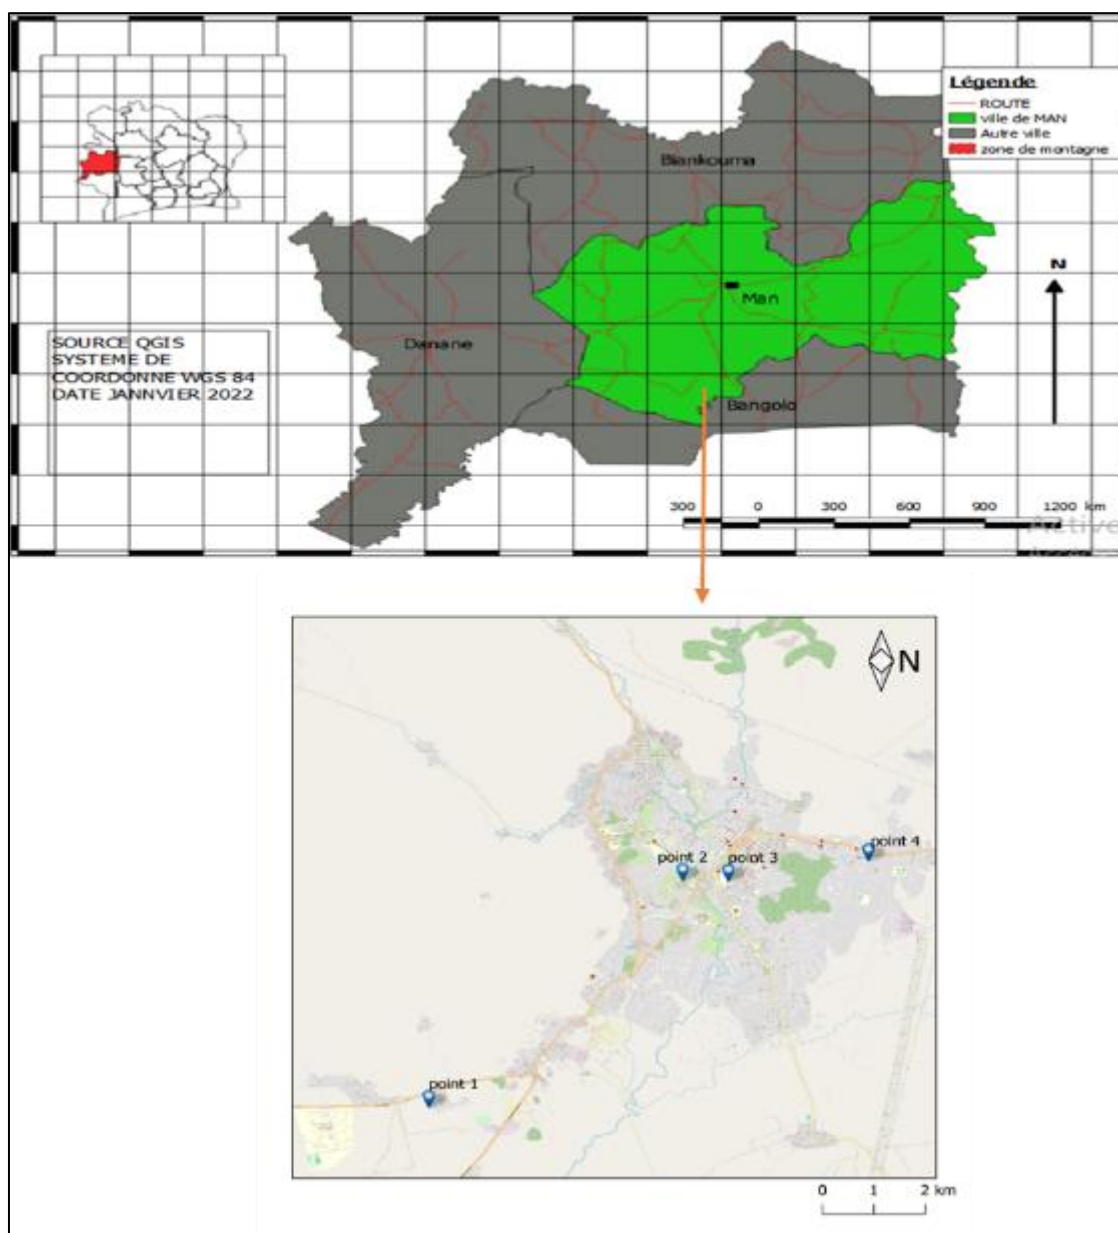 Légende
ROUTE
ville de MAN
Autre ville
zone de montagne
Biankouma
N
Man
SOURCE QGIS
SYSTEME DE
COORDONNE WGS 84
DATE JANNVIER 2022
Danane
Bangolo
300 0 300 600 900 1200 km
Active
N
point 4
point 2 point 3
point 1
0 1 2 km